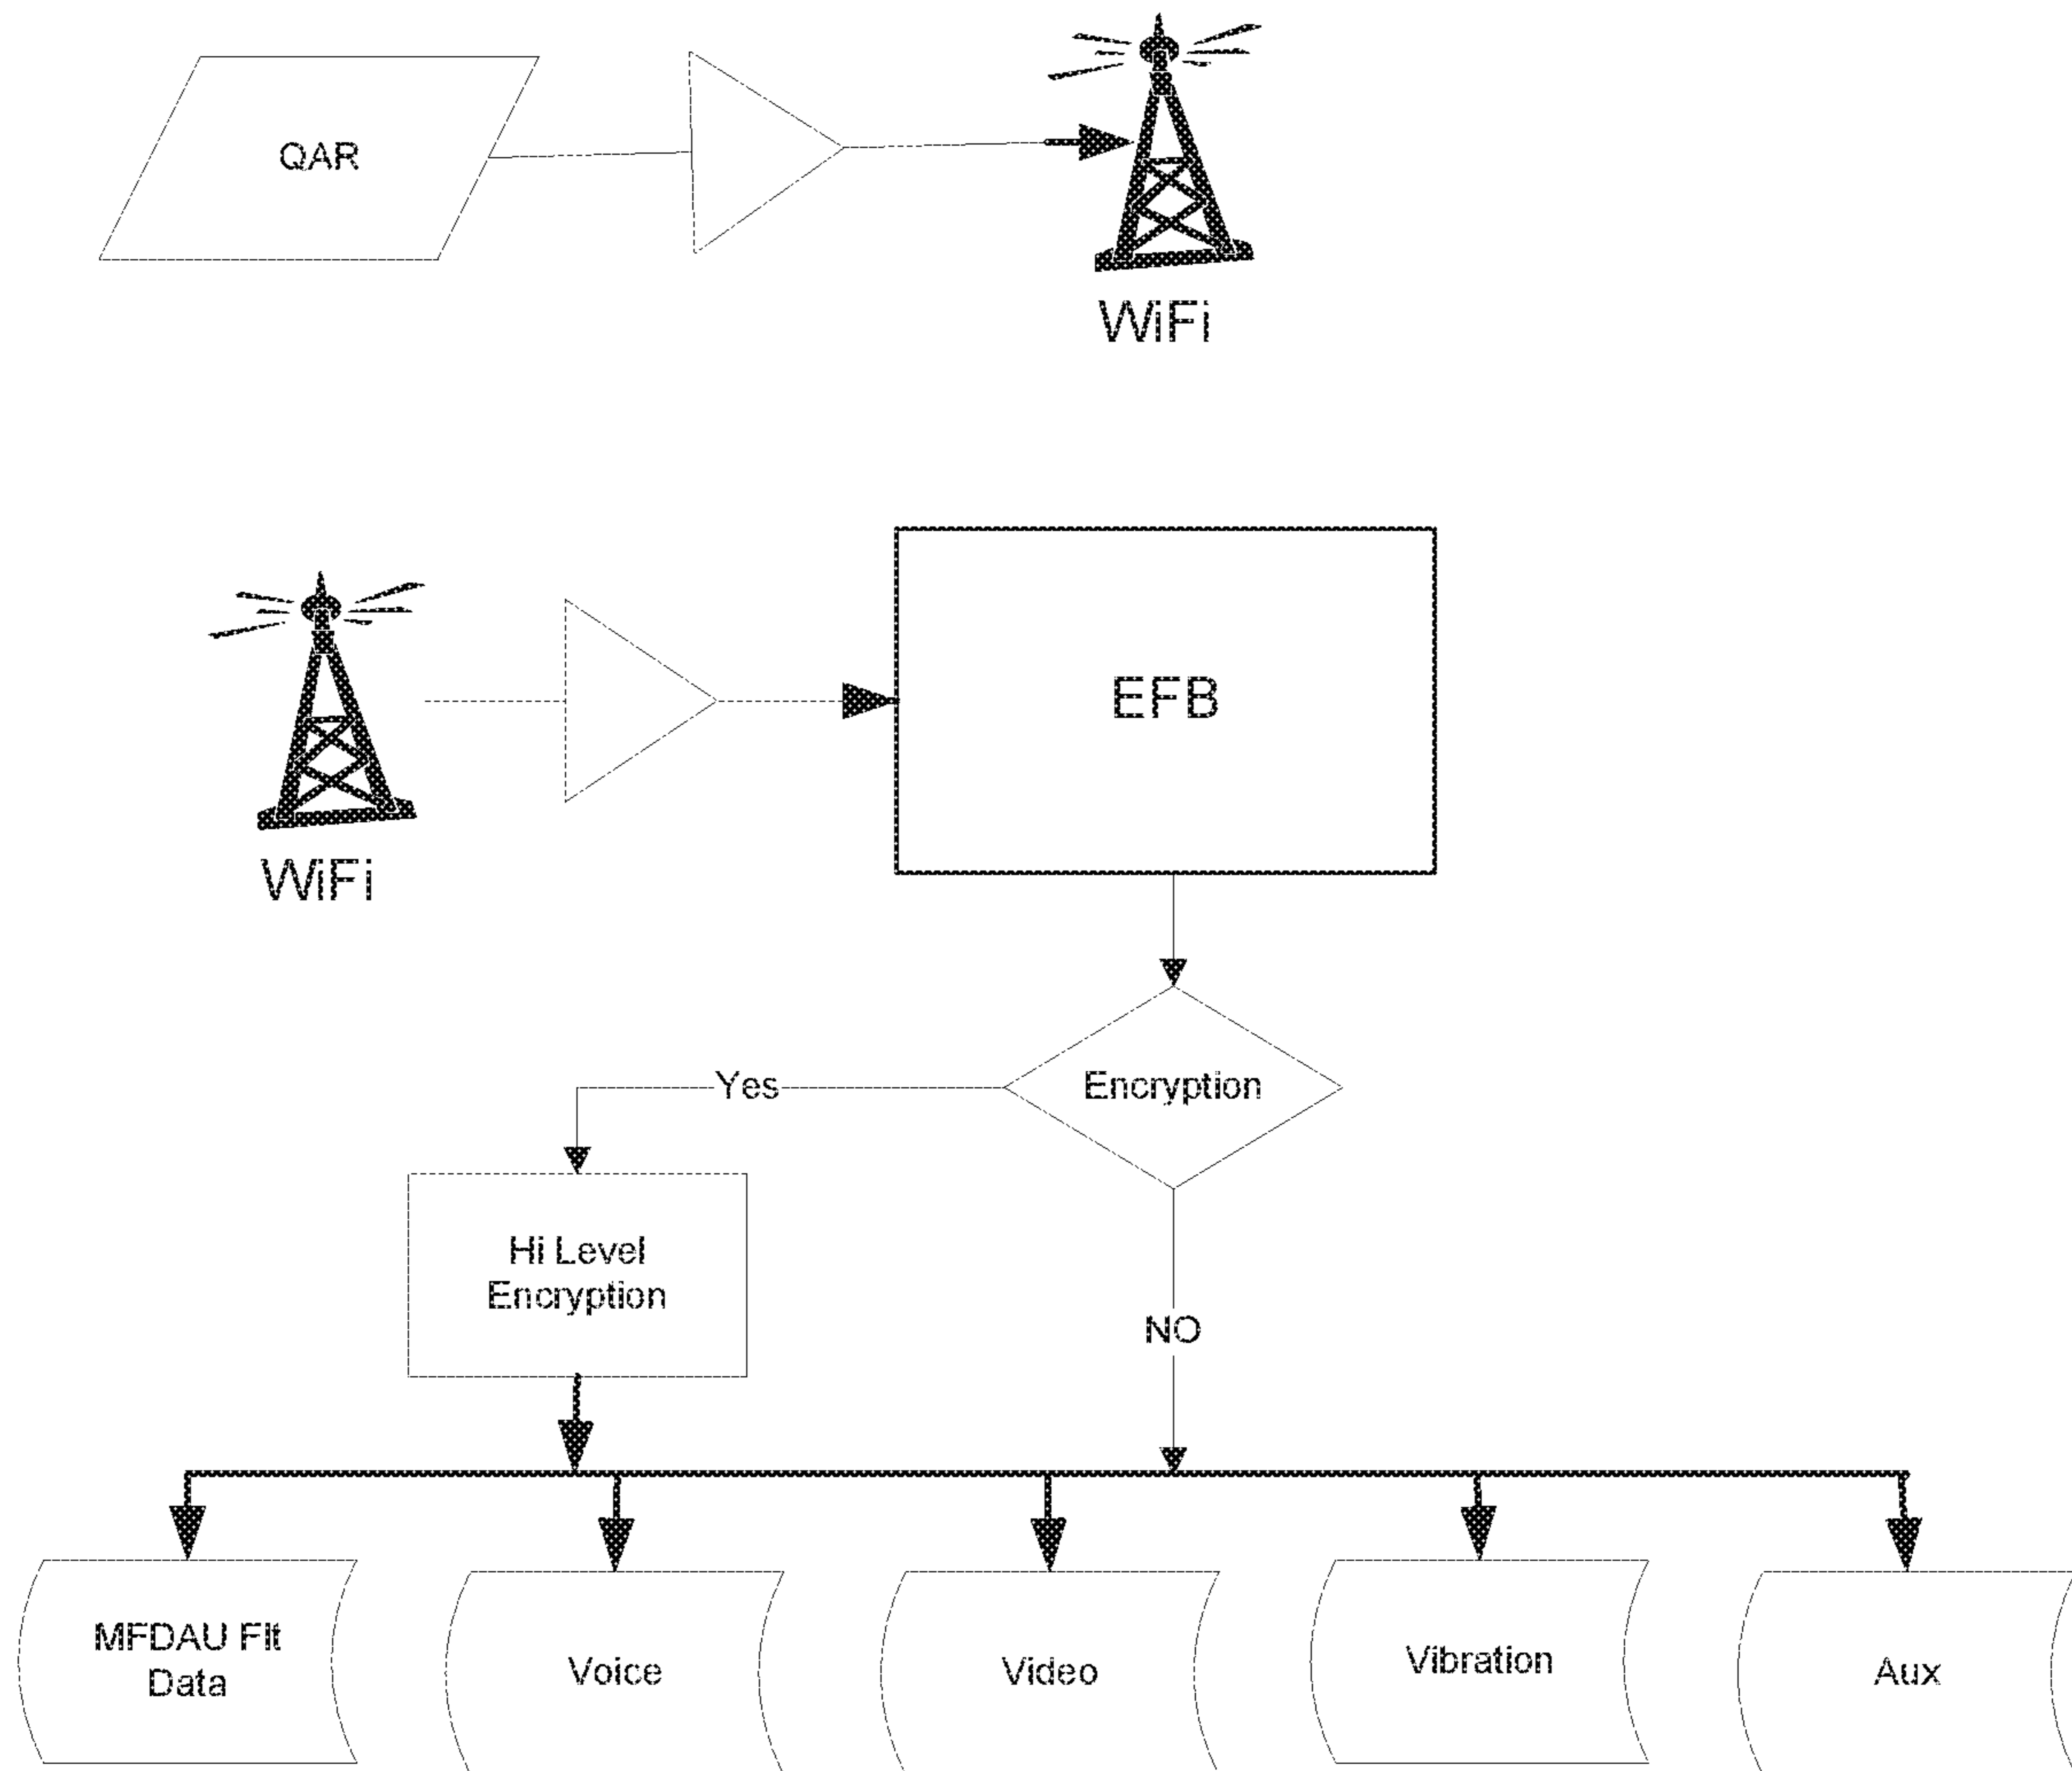 QAR
WiFi
EFB
WiFi
Encryption
Yes
Hi Level
Encryption
NO
MFDAU Flt
Data
Voice
Video
Vibration
Aux